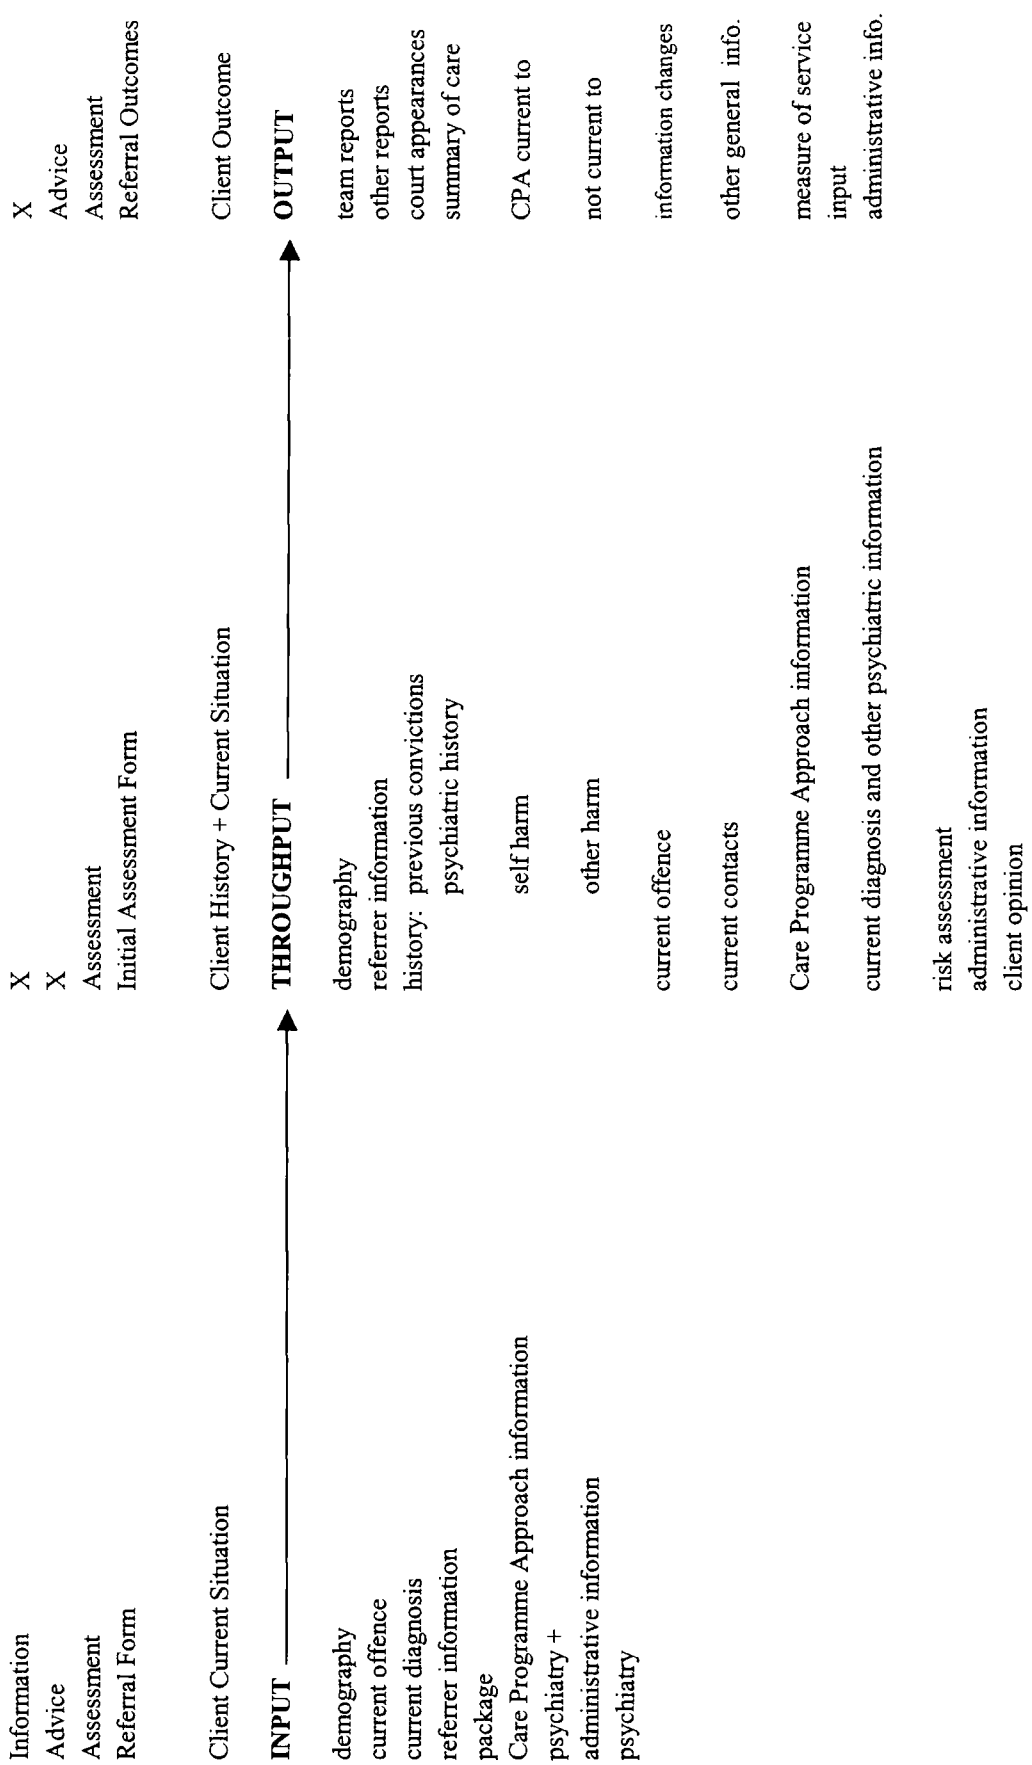 Information
Advice
Assessment
Referral Form
Client Current Situation
INPUT
demography
current offence
current diagnosis
referrer information
package
Care Programme Approach information
psychiatry +
administrative information
psychiatry
X
X
Assessment
Initial Assessment Form
Client History + Current Situation
THROUGHPUT
demography
referrer information
history: previous convictions
psychiatric history
self harm
other harm
current offence
current contacts
Care Programme Approach information
current diagnosis and other psychiatric information
risk assessment
administrative information
client opinion
X
Advice
Assessment
Referral Outcomes
Client Outcome
OUTPUT
team reports
other reports
court appearances
summary of care
CPA current to
not current to
information changes
other general info.
measure of service
input
administrative info.